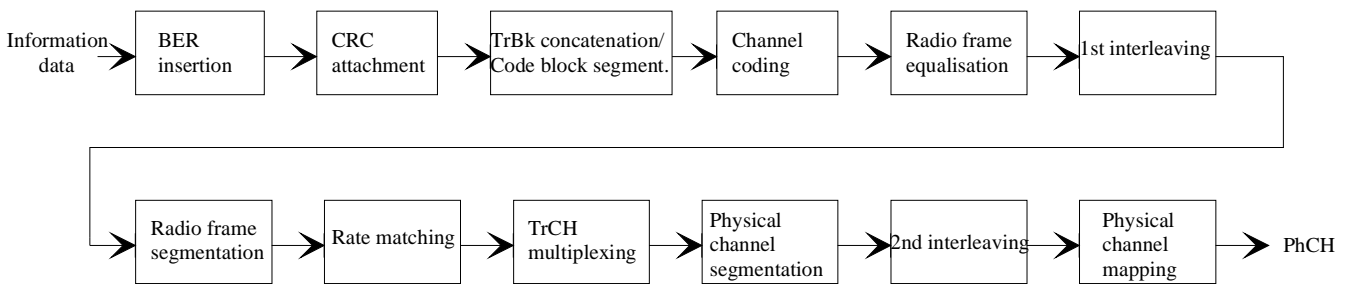 Information
data
BER
insertion
CRC
attachment
TrBk concatenation/
Code block segment.
Channel
coding
Radio frame
equalisation
1st interleaving
Radio frame
segmentation
Rate matching
TrCH
multiplexing
Physical
channel
segmentation
2nd interleaving
Physical
channel
mapping
PhCH